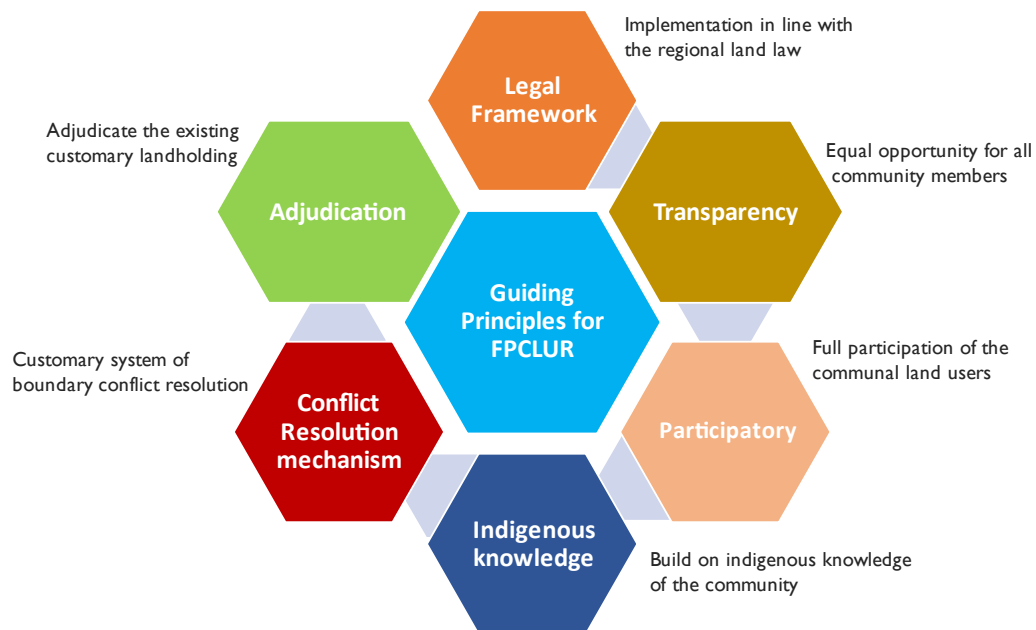 Implementation in line with
the regional land law
Legal
Framework
Adjudicate the existing
customary landholding
Adjudication
Equal opportunity for all
community members
Transparency
Guiding
Principles for
FPCLUR
Customary system of
boundary conflict resolution
Conflict
Resolution
mechanism
Full participation of the
communal land users
Participatory
Indigenous
knowledge
Build on indigenous knowledge
of the community